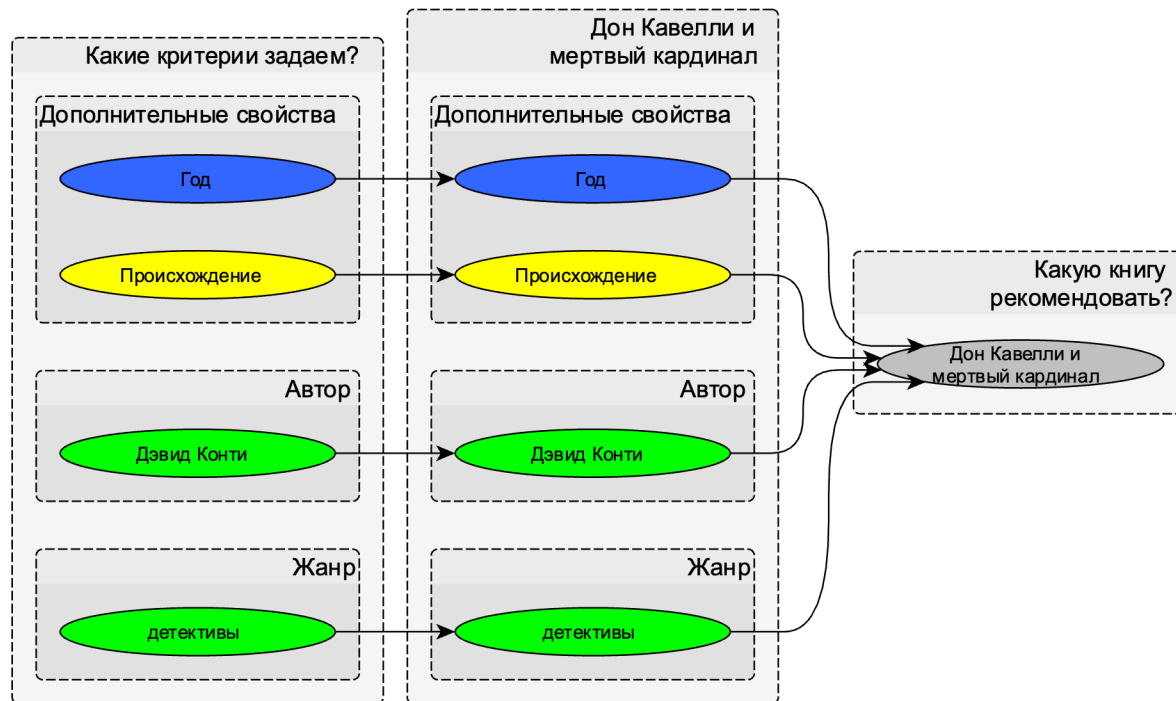 Какие критерии задаем?
Дополнительные свойства
Год
Происхождение
Автор
Дэвид Конти
Жанр
детективы
Дон Кавелли и
мертвый кардинал
Дополнительные свойства
Год
Происхождение
Автор
Дэвид Конти
Жанр
детективы
Какую книгу
рекомендовать?
Дон Кавелли и
мертвый кардинал